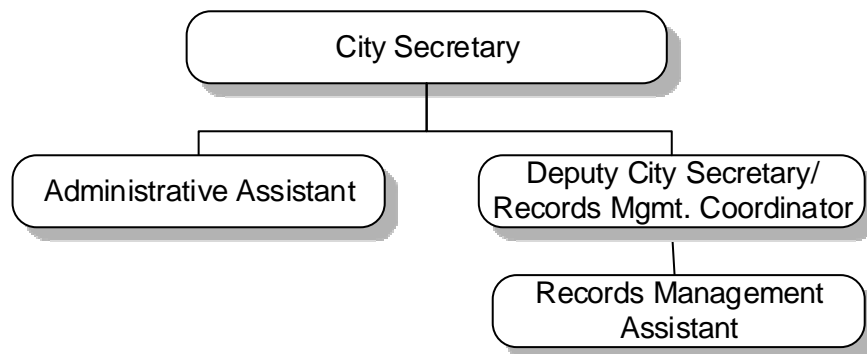 City Secretary
Administrative Assistant
Deputy City Secretary/
Records Mgmt. Coordinator
Records Management
Assistant